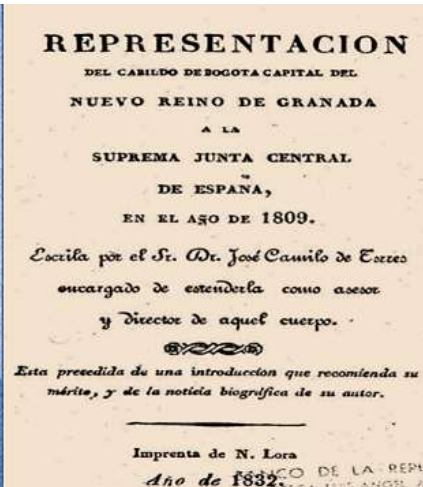 REPRESENTACION
DEL CABILDO DE BOGOTA CAPITAL DEL
NUEVO REINO DE GRANADA
A LA
SUPREMA JUNTA CENTRAL
DE ESPAÑA,
EN EL AÑO DE 1809.
Escrita por el Sr. Dr. José Camilo de Torres
encargado de estenderla como asesor
y director de aquel cuerpo.
Esta precedida de una introduccion que recomienda su
mérito, y de la noticia biográfica de su autor.
Imprenta de N. Lora
Año de 1832.
BANCO DE LA REPU
LUIS ANGEL A